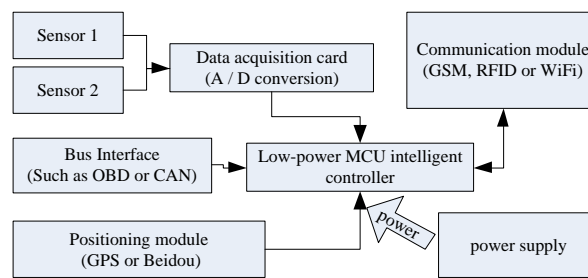 Sensor 1
Sensor 2
Data acquisition card
(A / D conversion)
Communication module
(GSM, RFID or WiFi)
Bus Interface
(Such as OBD or CAN)
Low-power MCU intelligent
controller
Positioning module
(GPS or Beidou)
power
power supply